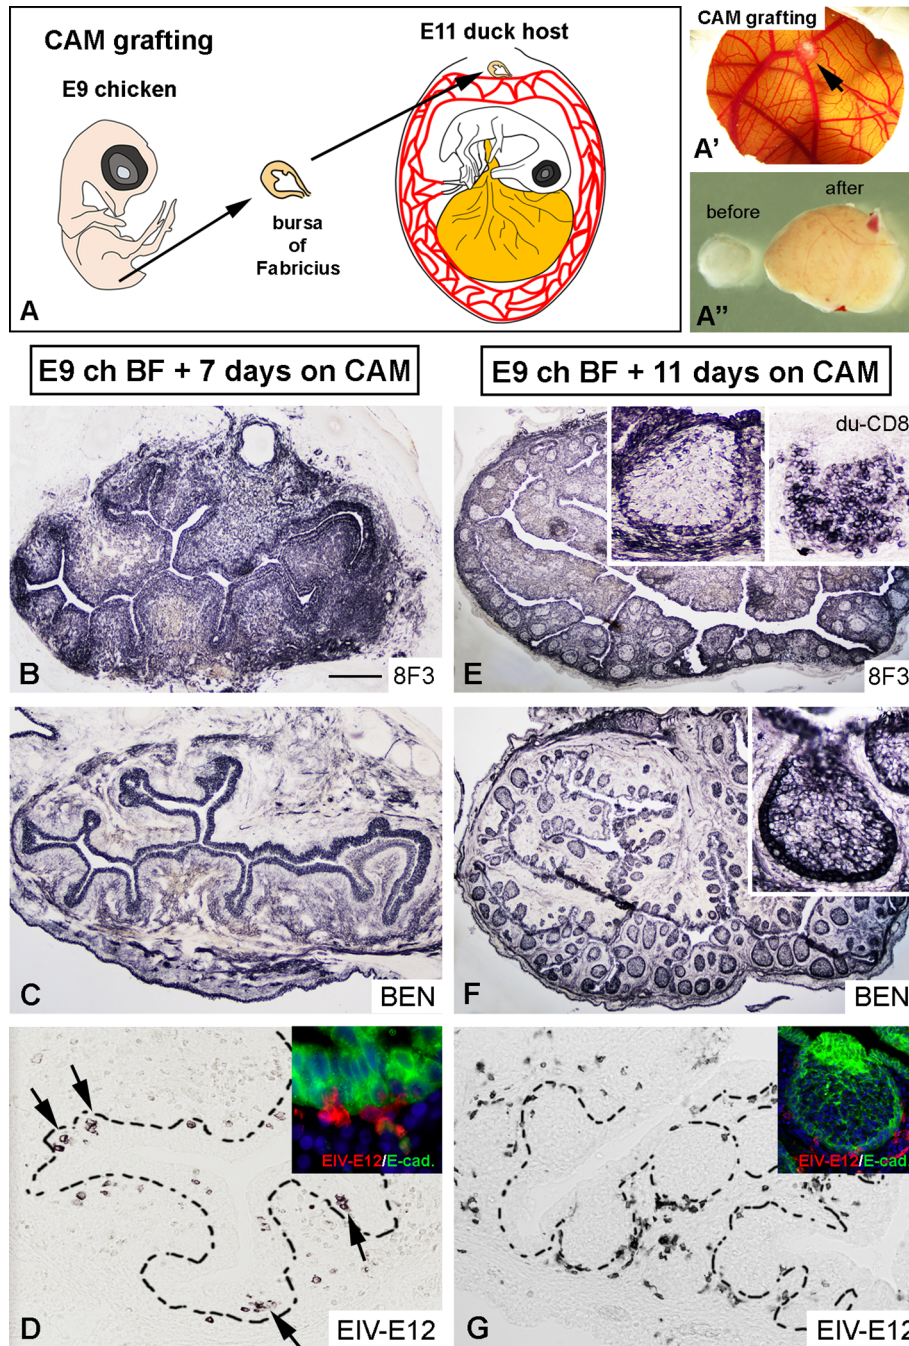 CAM grafting
E11 duck host
E9 chicken
bursa
of
Fabricius
A
CAM grafting
A'
before
after
A''
E9 ch BF + 7 days on CAM
E9 ch BF + 11 days on CAM
B
8F3
du-CD8
E
8F3
C
BEN
F
BEN
EIV-E12/E-cad.
D
EIV-E12
EIV-E12/E-cad.
G
EIV-E12